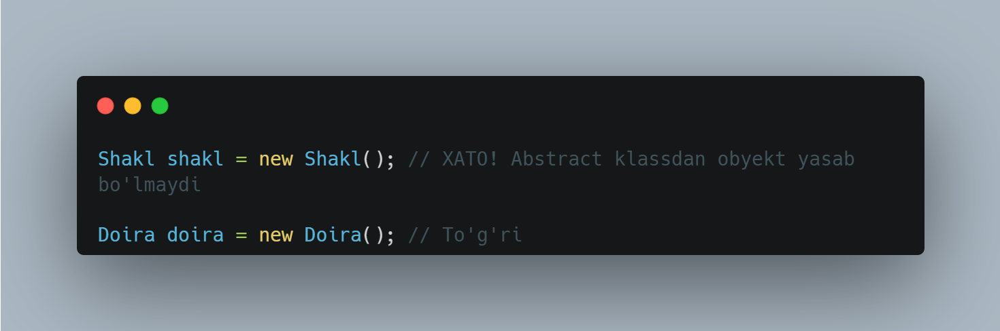 Shakl shakl = new Shakl(); // XATO! Abstract klassdan obyekt yasab
bo'lmaydi
Doira doira = new Doira(); // To'g'ri